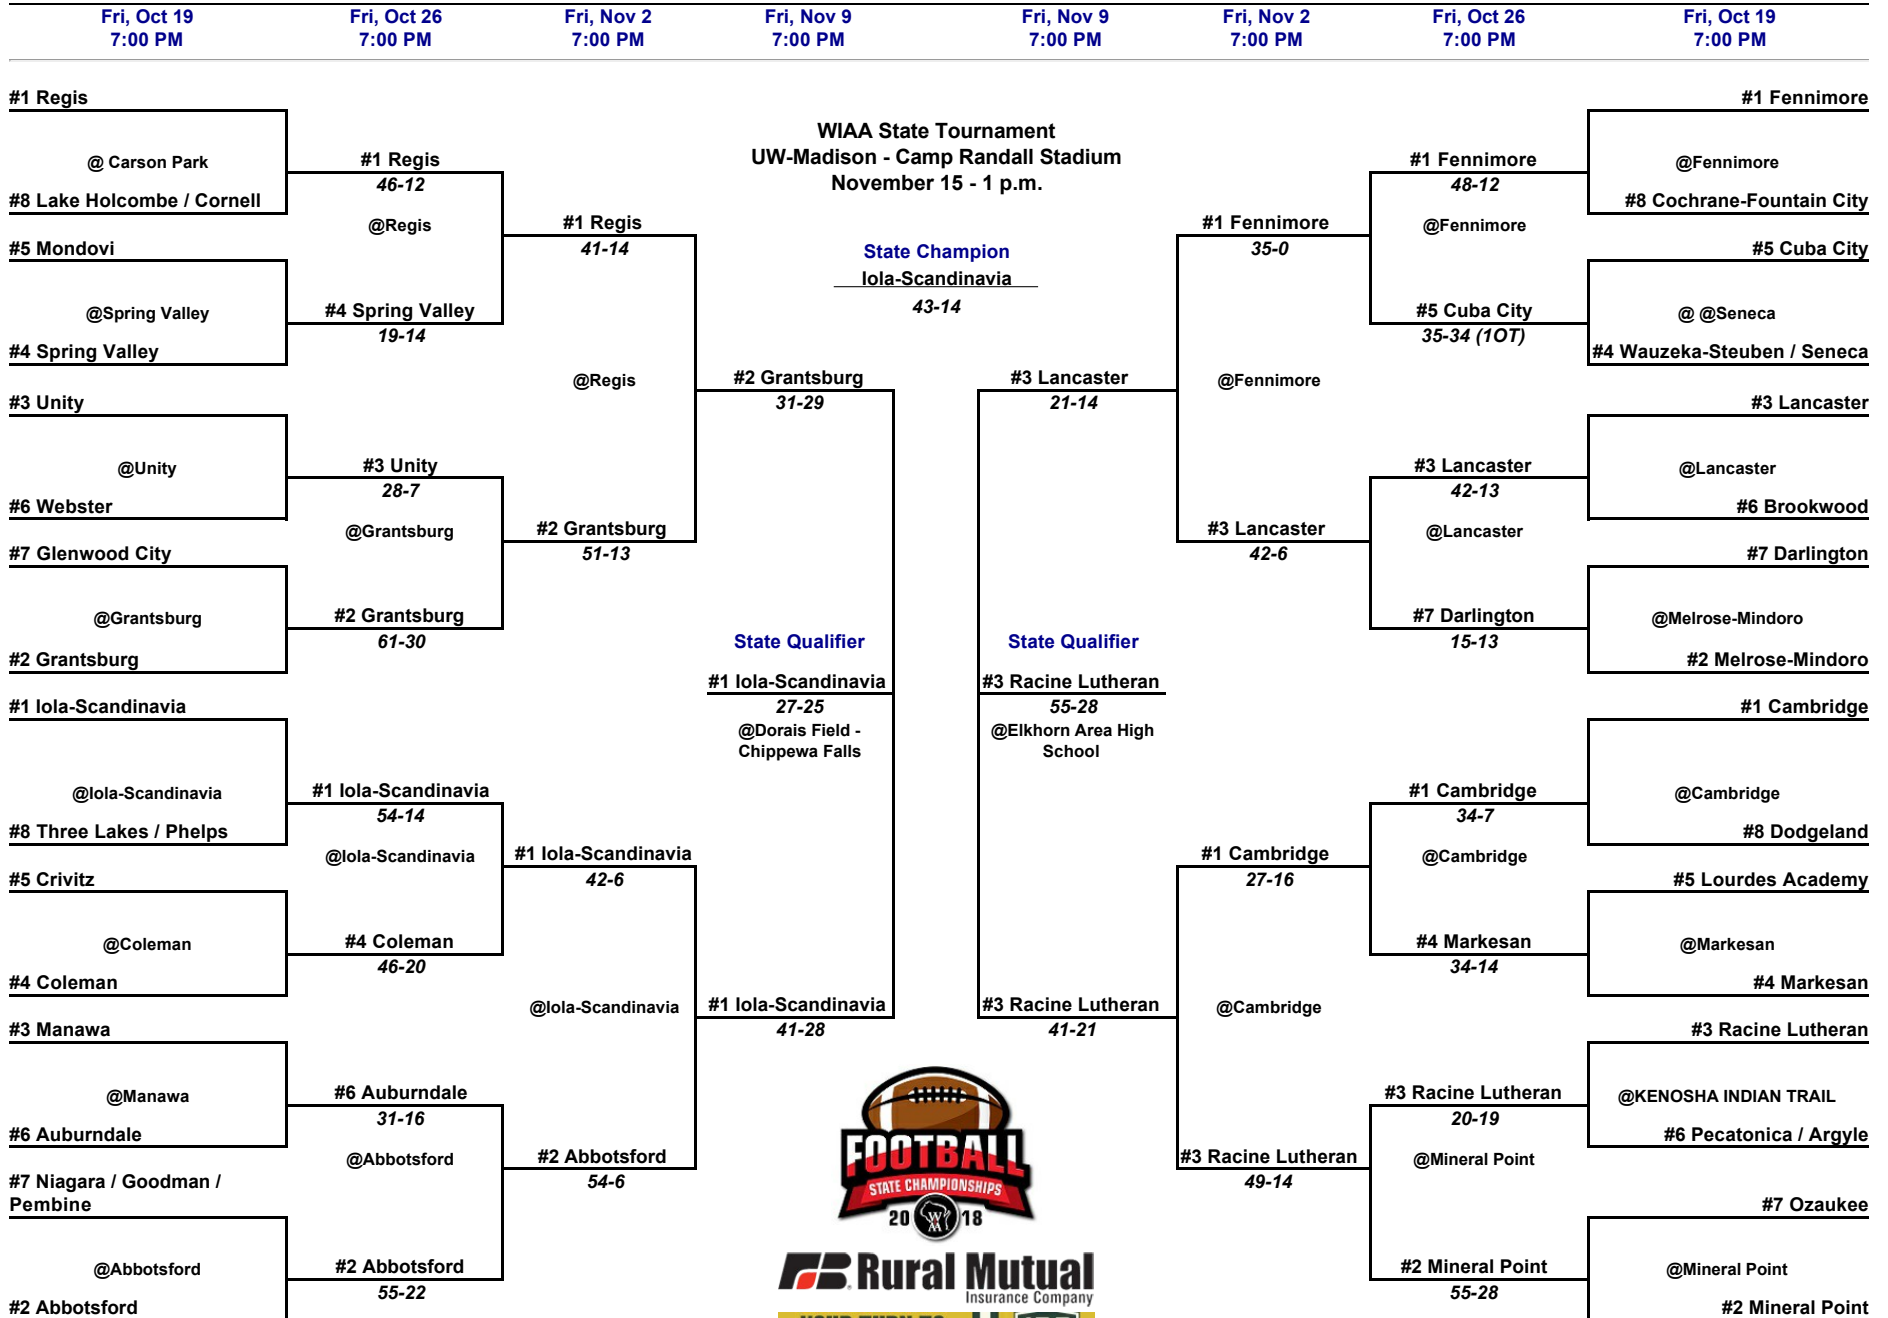 Fri, Oct 19
7:00 PM
Fri, Oct 26
7:00 PM
Fri, Nov 2
7:00 PM
Fri, Nov 9
7:00 PM
Fri, Nov 9
7:00 PM
Fri, Nov 2
7:00 PM
Fri, Oct 26
7:00 PM
Fri, Oct 19
7:00 PM
#1 Regis
@ Carson Park
#8 Lake Holcombe / Cornell
#5 Mondovi
@Spring Valley
#4 Spring Valley
#3 Unity
@Unity
#6 Webster
#7 Glenwood City
@Grantsburg
#2 Grantsburg
#1 Iola-Scandinavia
@Iola-Scandinavia
#8 Three Lakes / Phelps
#5 Crivitz
@Coleman
#4 Coleman
#3 Manawa
@Manawa
#6 Auburndale
#7 Niagara / Goodman /
Pembine
@Abbotsford
#2 Abbotsford
#1 Regis
46-12
@Regis
#4 Spring Valley
19-14
#3 Unity
28-7
@Grantsburg
#2 Grantsburg
61-30
#1 Iola-Scandinavia
54-14
@Iola-Scandinavia
#4 Coleman
46-20
#6 Auburndale
31-16
@Abbotsford
#2 Abbotsford
55-22
#1 Regis
41-14
@Regis
#2 Grantsburg
51-13
#1 Iola-Scandinavia
42-6
@Iola-Scandinavia
#2 Abbotsford
54-6
#2 Grantsburg
31-29
State Qualifier
#1 Iola-Scandinavia
27-25
@Dorais Field -
Chippewa Falls
#1 Iola-Scandinavia
41-28
WIAA State Tournament
UW-Madison - Camp Randall Stadium
November 15 - 1 p.m.
State Champion
Iola-Scandinavia
43-14
FOOTBALL
STATE CHAMPIONSHIPS
20 WIAA 18
Rural Mutual
Insurance Company
YOUR TURN TO
#3 Lancaster
21-14
State Qualifier
#3 Racine Lutheran
55-28
@Elkhorn Area High
School
#3 Racine Lutheran
41-21
#1 Fennimore
35-0
@Fennimore
#3 Lancaster
42-6
#1 Cambridge
27-16
@Cambridge
#3 Racine Lutheran
49-14
#1 Fennimore
48-12
@Fennimore
#5 Cuba City
35-34 (1OT)
#3 Lancaster
42-13
@Lancaster
#7 Darlington
15-13
#1 Cambridge
34-7
@Cambridge
#4 Markesan
34-14
#3 Racine Lutheran
20-19
@Mineral Point
#2 Mineral Point
55-28
#1 Fennimore
@Fennimore
#8 Cochrane-Fountain City
#5 Cuba City
@ @Seneca
#4 Wauzeka-Steuben / Seneca
#3 Lancaster
@Lancaster
#6 Brookwood
#7 Darlington
@Melrose-Mindoro
#2 Melrose-Mindoro
#1 Cambridge
@Cambridge
#8 Dodgeland
#5 Lourdes Academy
@Markesan
#4 Markesan
#3 Racine Lutheran
@KENOSHA INDIAN TRAIL
#6 Pecatonica / Argyle
#7 Ozaukee
@Mineral Point
#2 Mineral Point